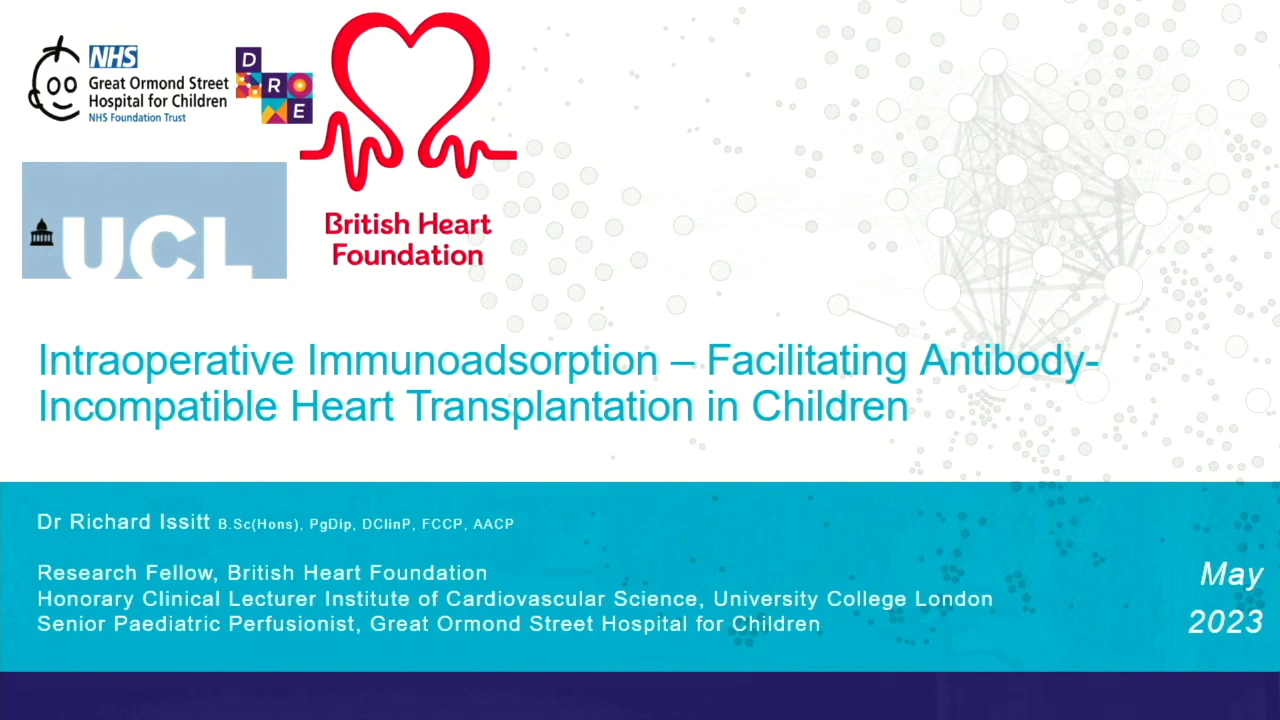 NHS
Great Ormond Street
Hospital for Children
NHS Foundation Trust
D
R O
E
UCL
British Heart
Foundation
Intraoperative Immunoadsorption – Facilitating Antibody-
Incompatible Heart Transplantation in Children
Dr Richard Issitt B.Sc(Hons), PgDip, DClinP, FCCP, AACP
Research Fellow, British Heart Foundation
Honorary Clinical Lecturer Institute of Cardiovascular Science, University College London
Senior Paediatric Perfusionist, Great Ormond Street Hospital for Children
May
2023